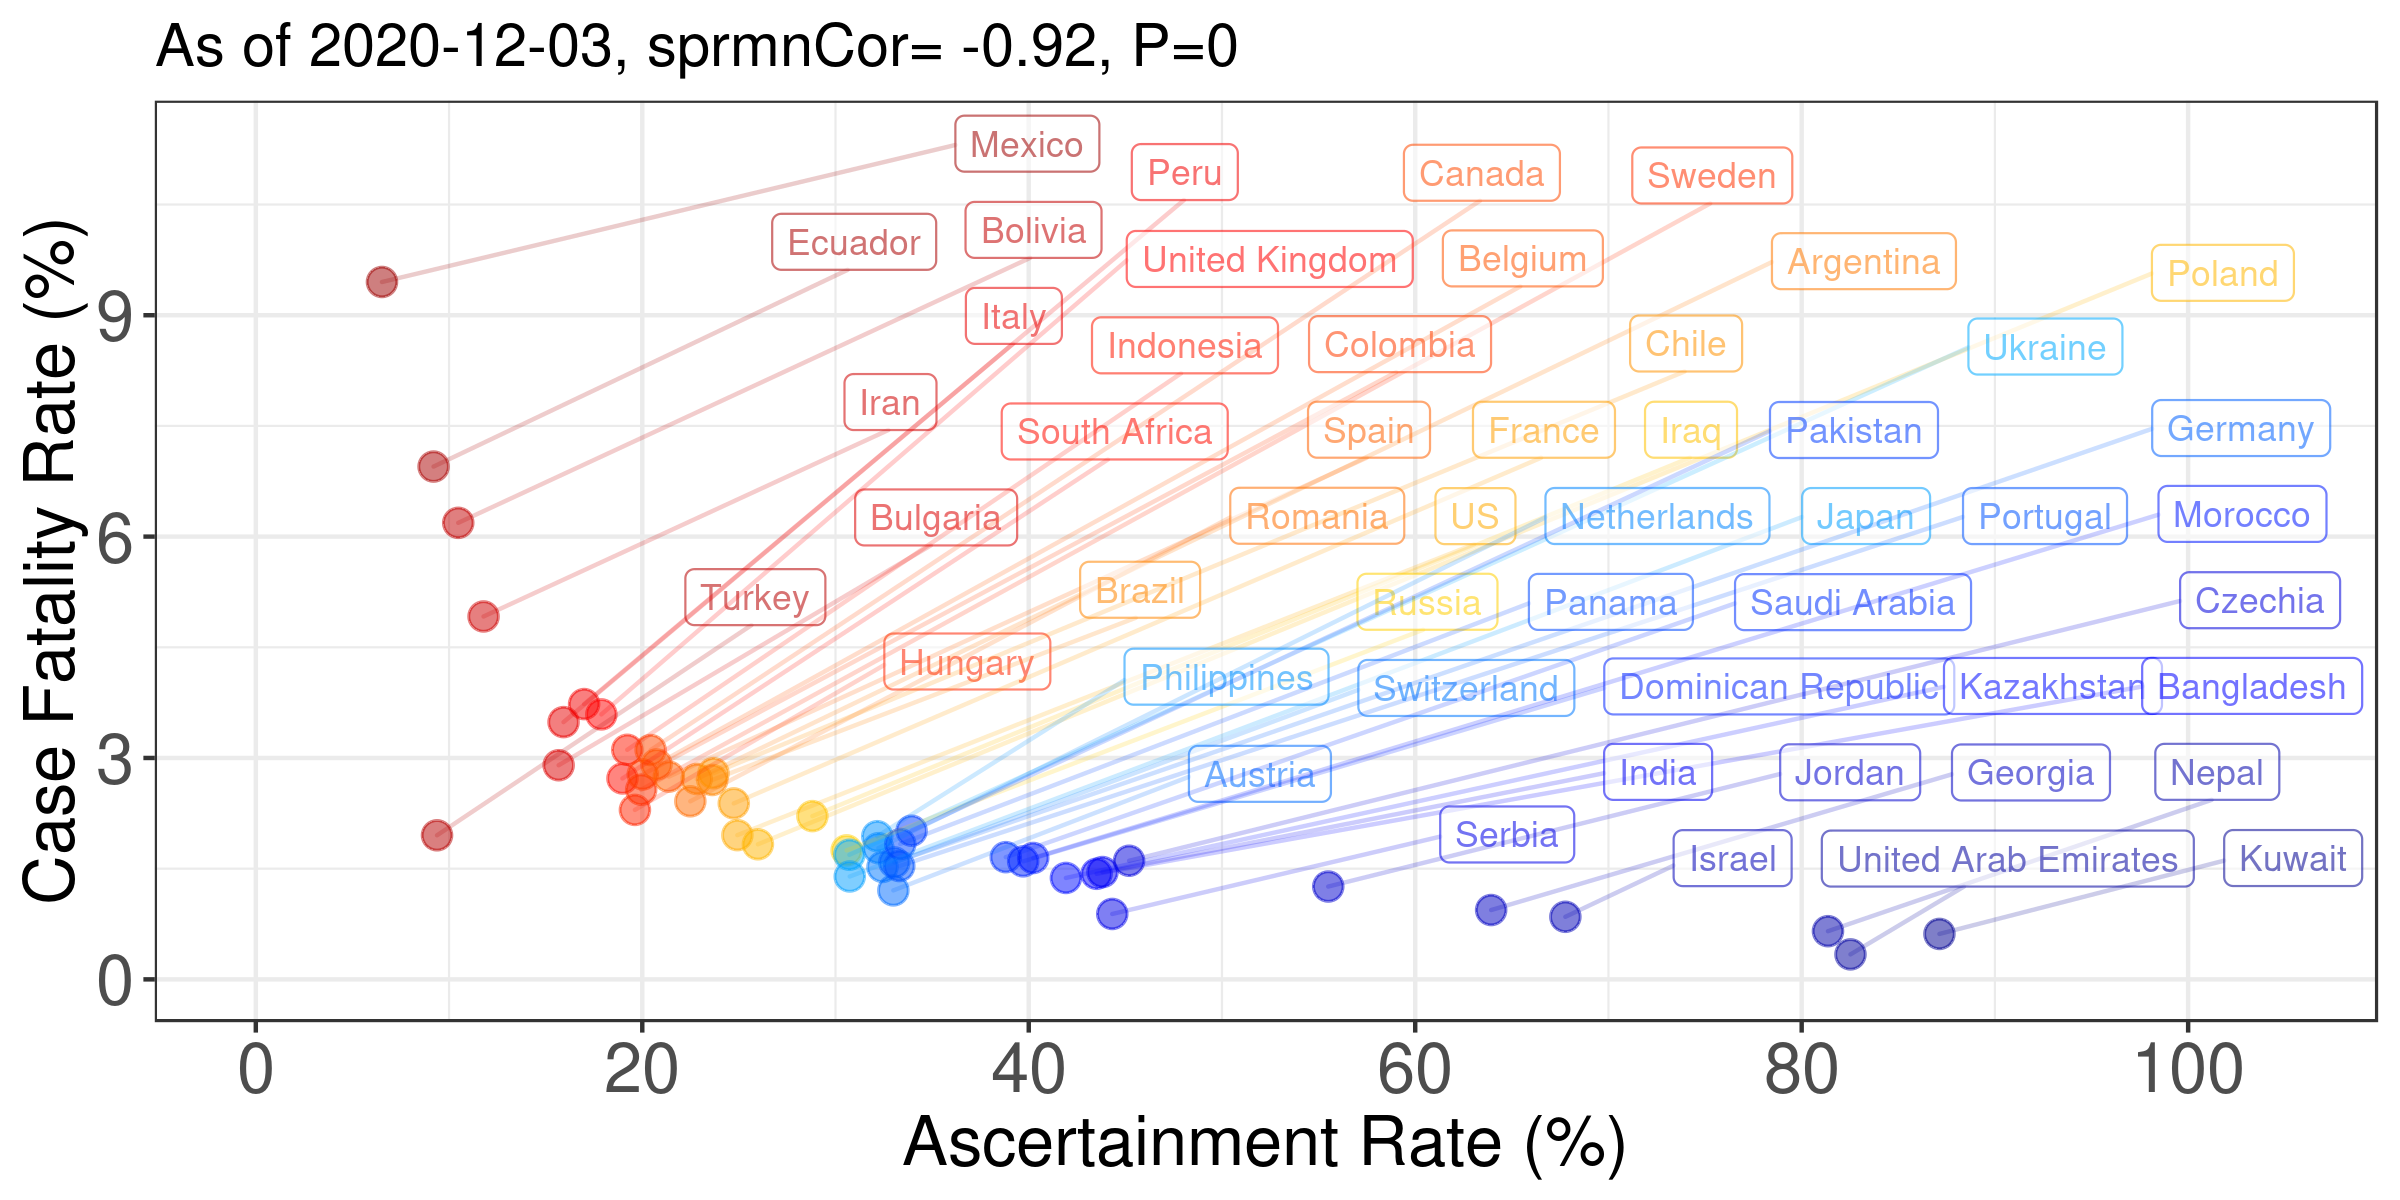 As of 2020-12-03, sprmnCor= -0.92, P=0
Mexico
Peru
Canada
Sweden
Ecuador
Bolivia
United Kingdom
Belgium
Argentina
Poland
Italy
Indonesia
Colombia
Chile
Ukraine
Iran
South Africa
Spain
France
Iraq
Pakistan
Germany
Bulgaria
Romania
US
Netherlands
Japan
Portugal
Morocco
Turkey
Brazil
Russia
Panama
Saudi Arabia
Czechia
Hungary
Philippines
Switzerland
Dominican Republic
Kazakhstan
Bangladesh
Austria
India
Jordan
Georgia
Nepal
Serbia
Israel
United Arab Emirates
Kuwait
9
6
3
0
0 20 40 60 80 100
Ascertainment Rate (%)
Case Fatality Rate (%)